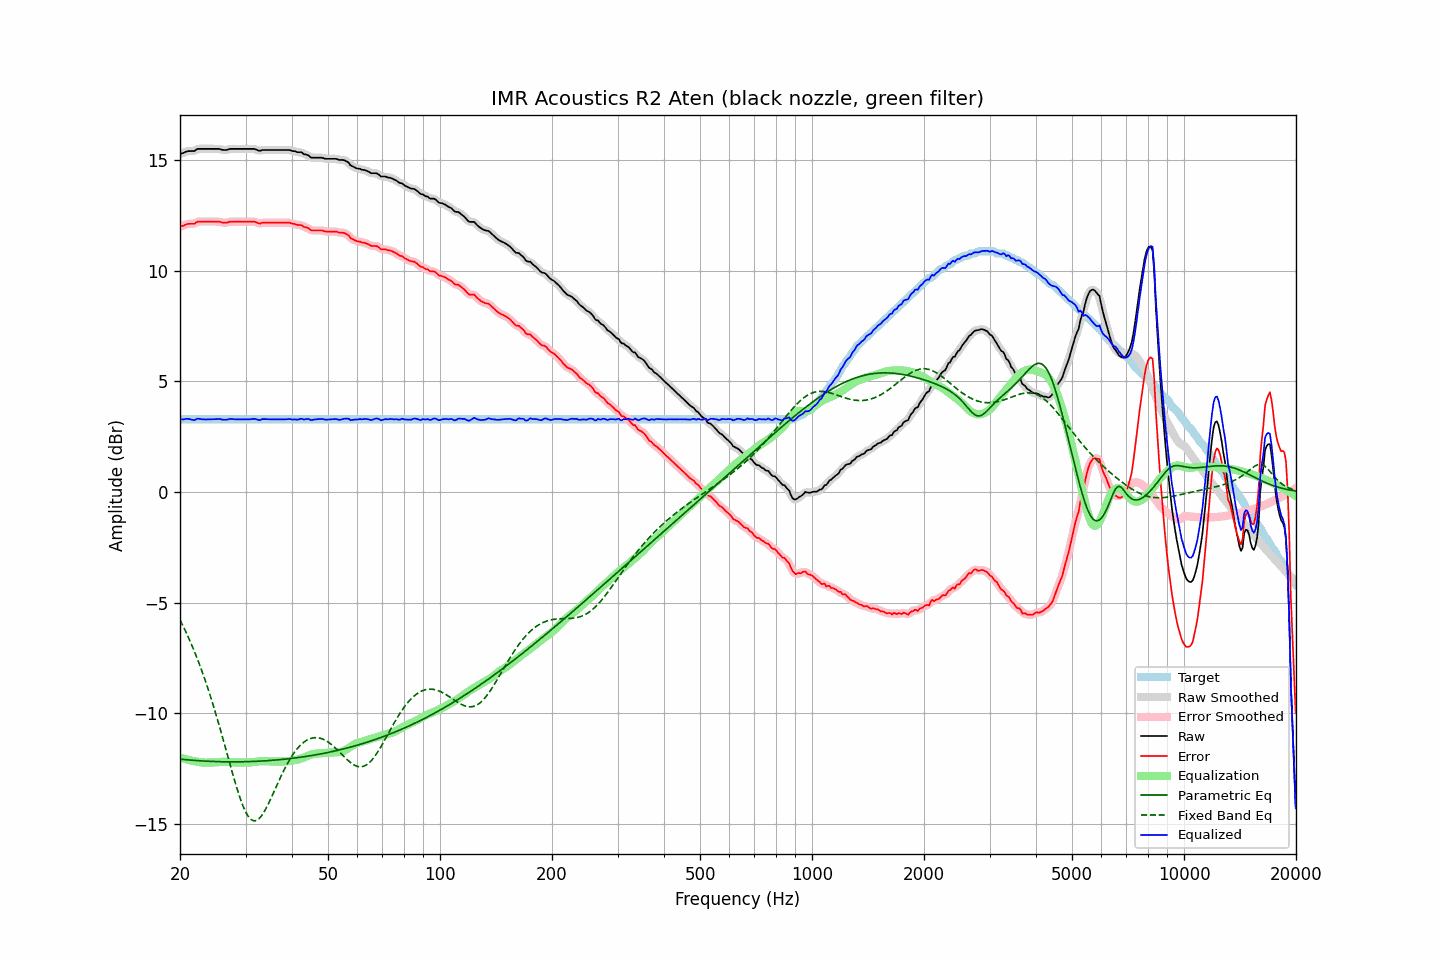 IMR Acoustics R2 Aten (black nozzle, green filter)
Amplitude (dBr)
15
10
5
0
−5
−10
−15
20
50
100
200
500
1000
2000
5000
10000
20000
Frequency (Hz)
Target
Raw Smoothed
Error Smoothed
Raw
Error
Equalization
Parametric Eq
Fixed Band Eq
Equalized